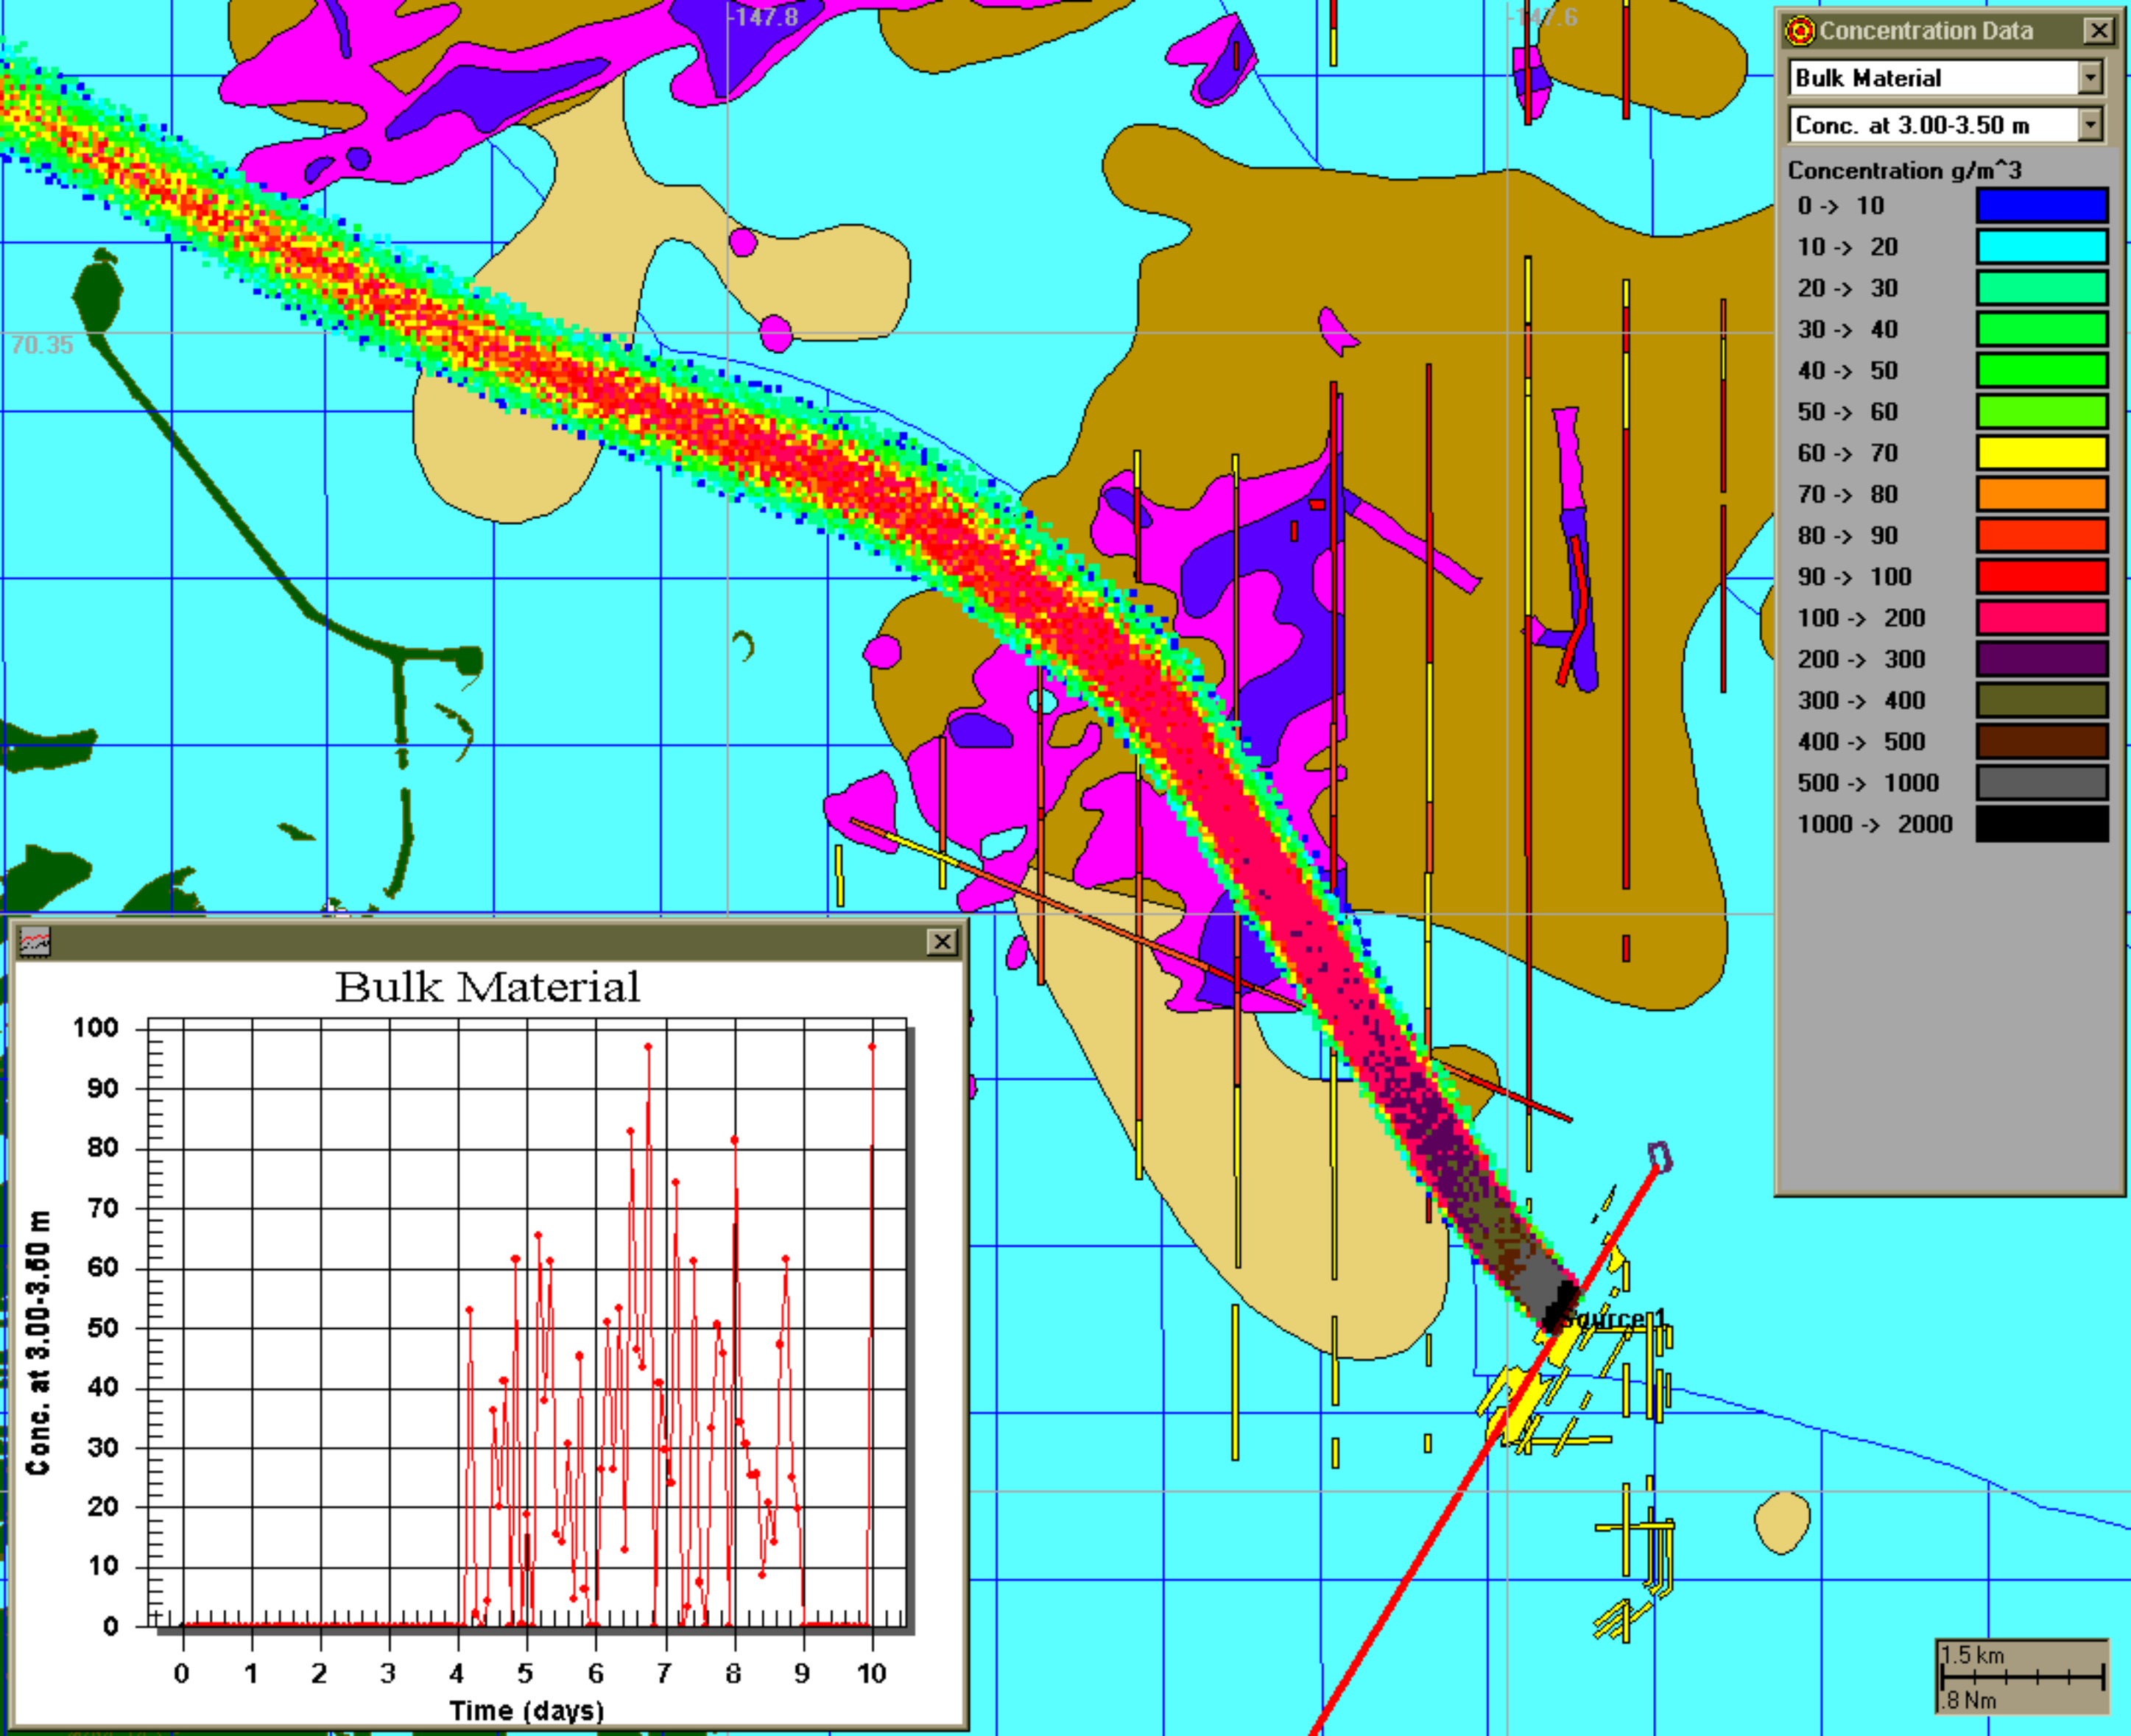 -147.8
-147.6
70.35
Concentration Data
Bulk Material
Conc. at 3.00-3.50 m
Concentration g/m^3
0 -> 10
10 -> 20
20 -> 30
30 -> 40
40 -> 50
50 -> 60
60 -> 70
70 -> 80
80 -> 90
90 -> 100
100 -> 200
200 -> 300
300 -> 400
400 -> 500
500 -> 1000
1000 -> 2000
Source 1
Bulk Material
Conc. at 3.00-3.50 m
100
90
80
70
60
50
40
30
20
10
0
0 1 2 3 4 5 6 7 8 9 10
Time (days)
1.5 km
.8 Nm